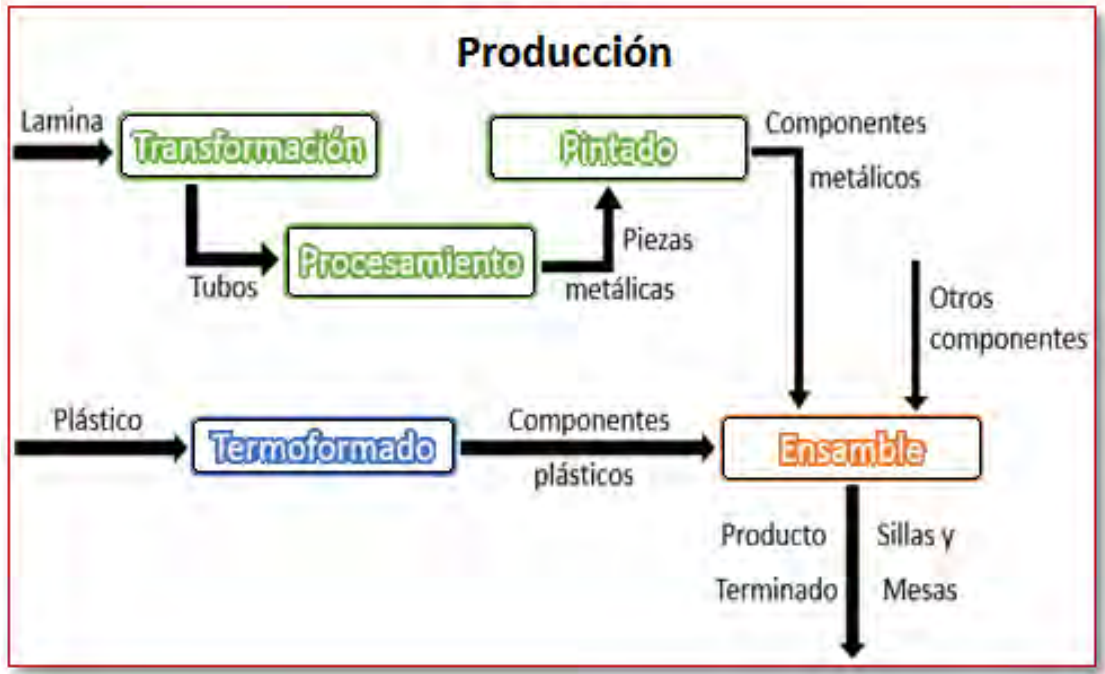 Producción
Lamina
Transformación
Tubos
Procesamiento
Piezas
metálicas
Pintado
Componentes
metálicos
Otros
componentes
Plástico
Termoformado
Componentes
plásticos
Ensamble
Producto
Terminado
Sillas y
Mesas